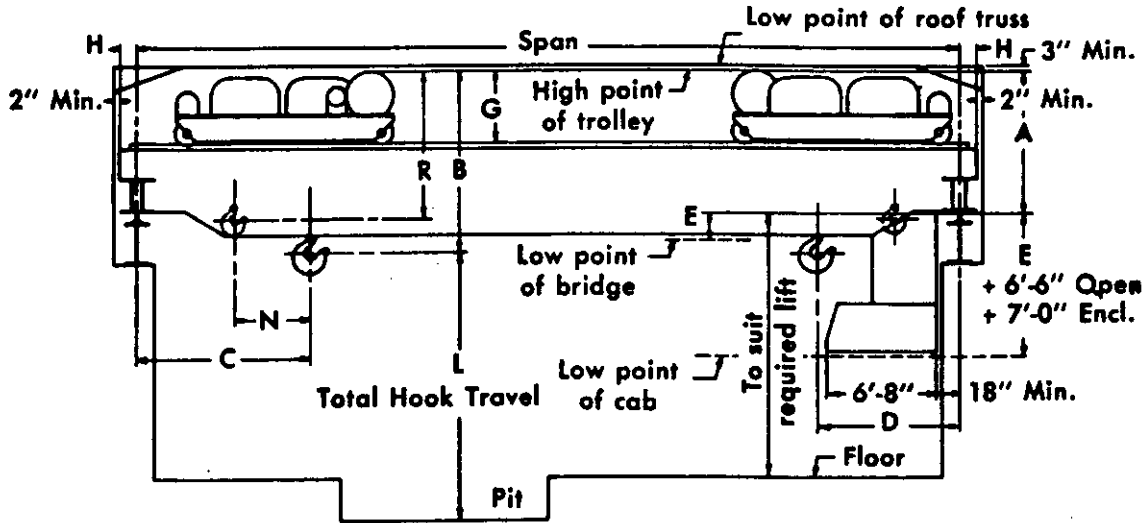 Low point of roof truss
H
Span
H
3" Min.
2" Min.
High point
of trolley
G
2" Min.
A
R
B
E
Low point
of bridge
E
+ 6'-6" Open
+ 7'-0" Encl.
N
C
L
To suit
required lift
Low point
of cab
Total Hook Travel
6'-8"
18" Min.
D
Floor
Pit